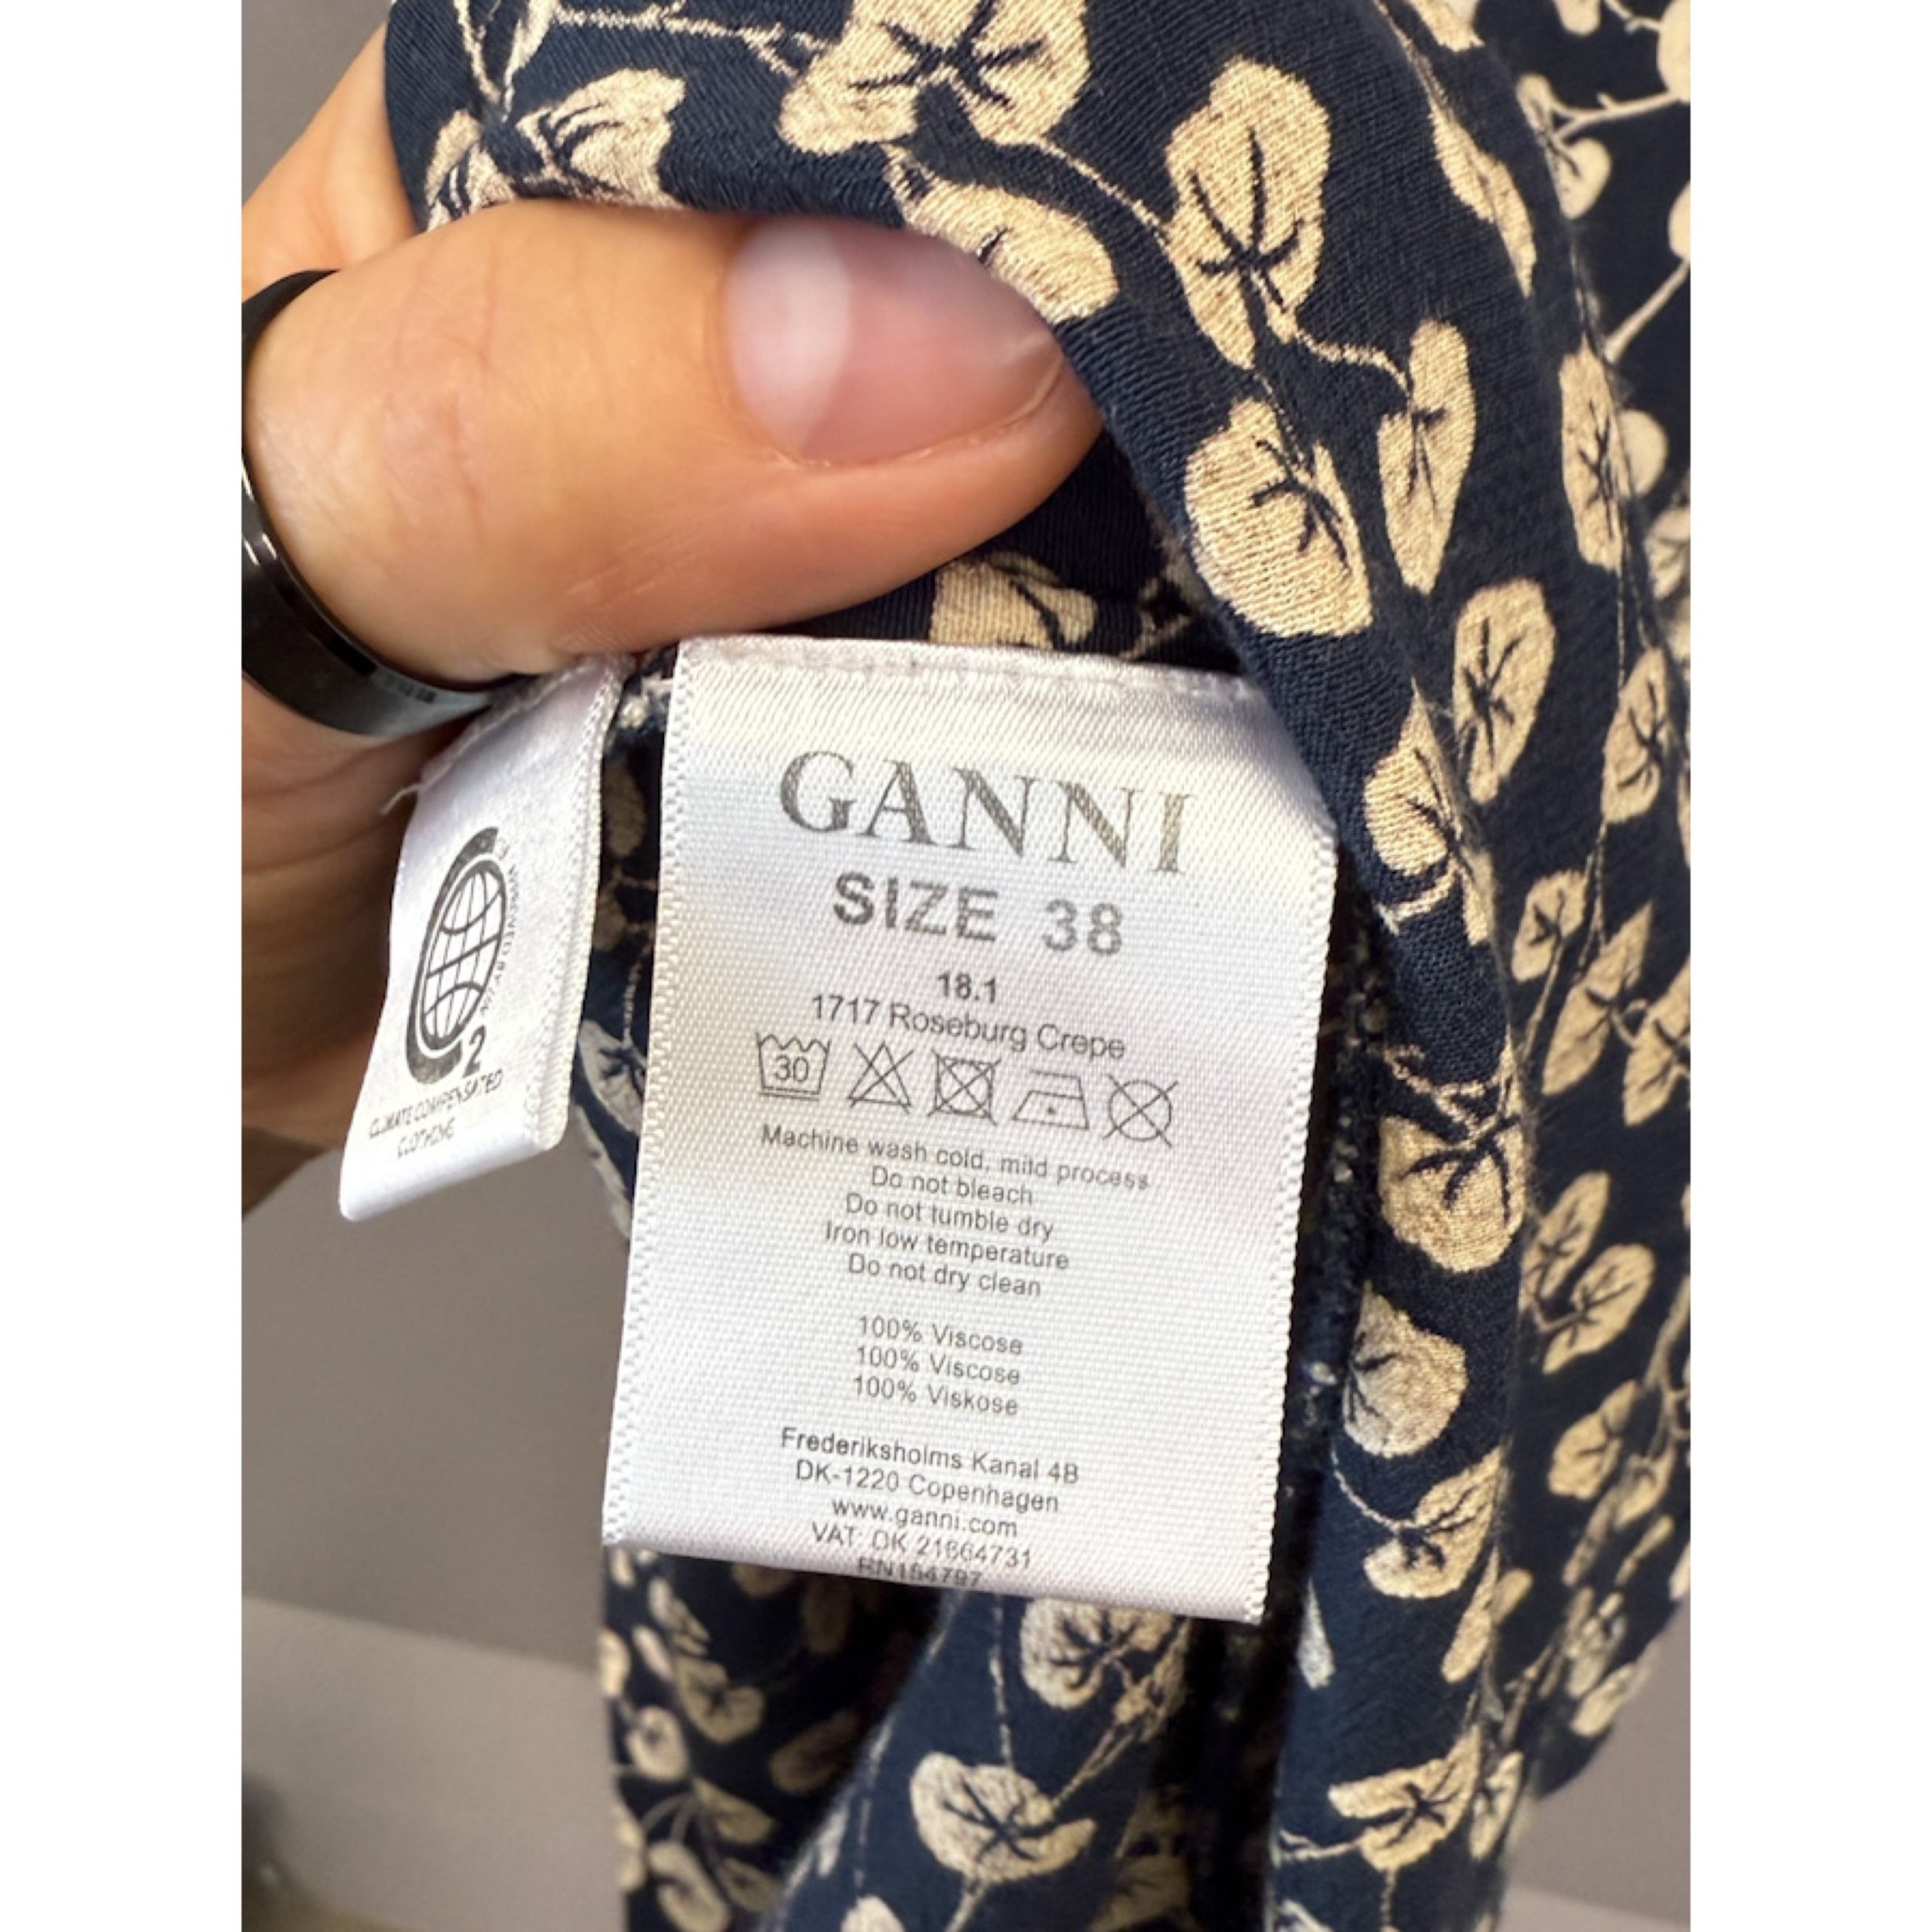 GANNI
SIZE 38
18.1
1717 Roseburg Crepe
30
Machine wash cold, mild process
Do not bleach
Do not tumble dry
Iron low temperature
Do not dry clean
100% Viscose
100% Viscose
100% Viskose
Frederiksholms Kanal 4B
DK-1220 Copenhagen
www.ganni.com
VAT: DK 21664731
2
CLIMATE COMPENSATED
CLOTHING